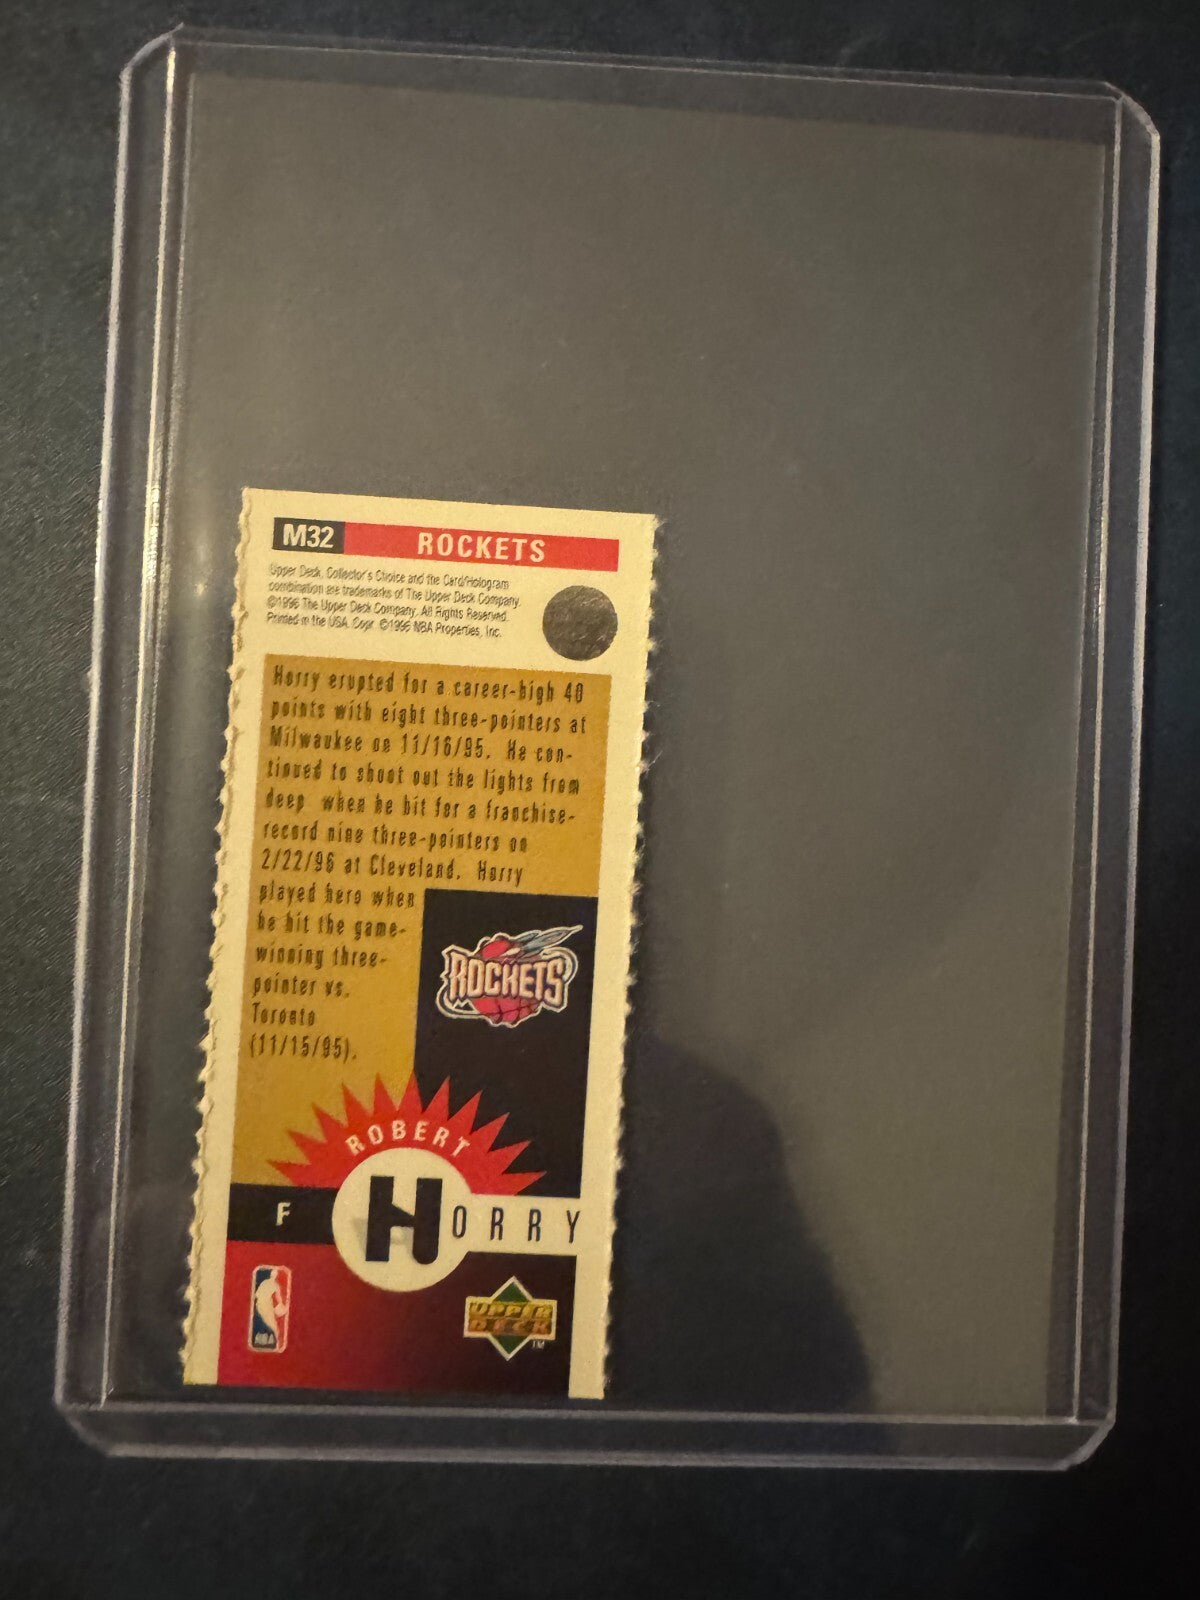 M32 ROCKETS
Upper Deck, Collector's Choice and the Card/Hologram
combination are trademarks of The Upper Deck Company.
©1996 The Upper Deck Company. All Rights Reserved.
Printed in the USA. Copr. ©1996 NBA Properties, Inc.
Horry erupted for a career-high 40
points with eight three-pointers at
Milwaukee on 11/16/95. He con-
tinued to shoot out the lights from
deep when he hit for a franchise-
record nine three-pointers on
2/22/96 at Cleveland. Horry
played hero when
he hit the game-
winning three-
pointer vs.
Toronto
(11/15/95).
ROCKETS
ROBERT
F HORRY
NBA
UPPER
DECK
TM